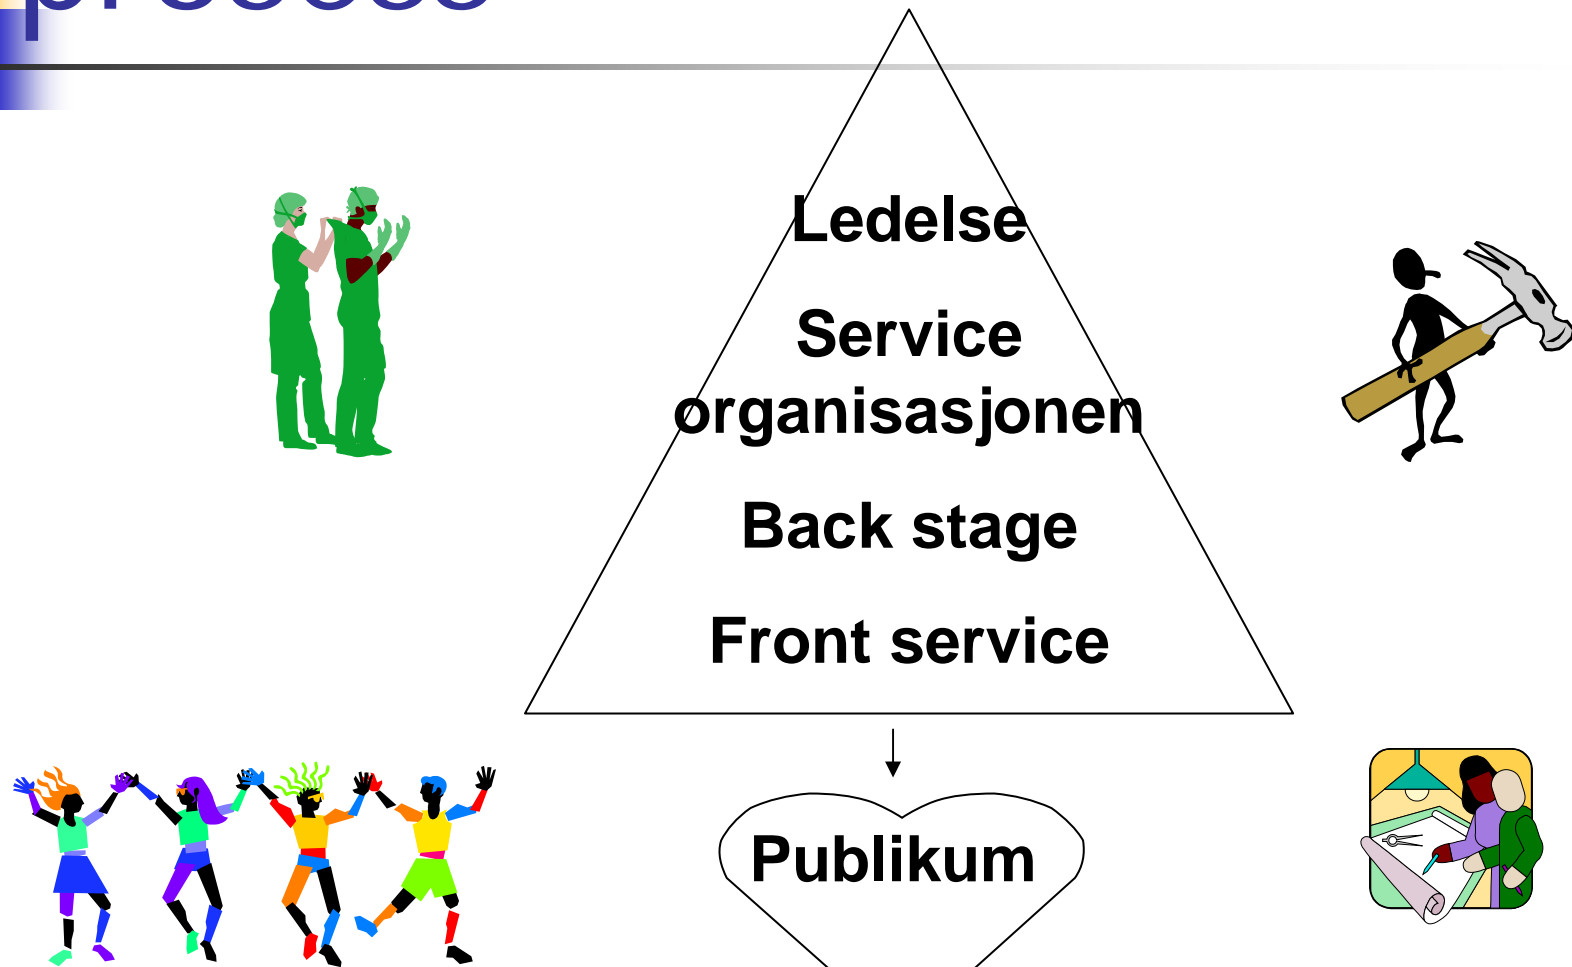 Ledelse
Service
organisasjonen
Back stage
Front service
Publikum